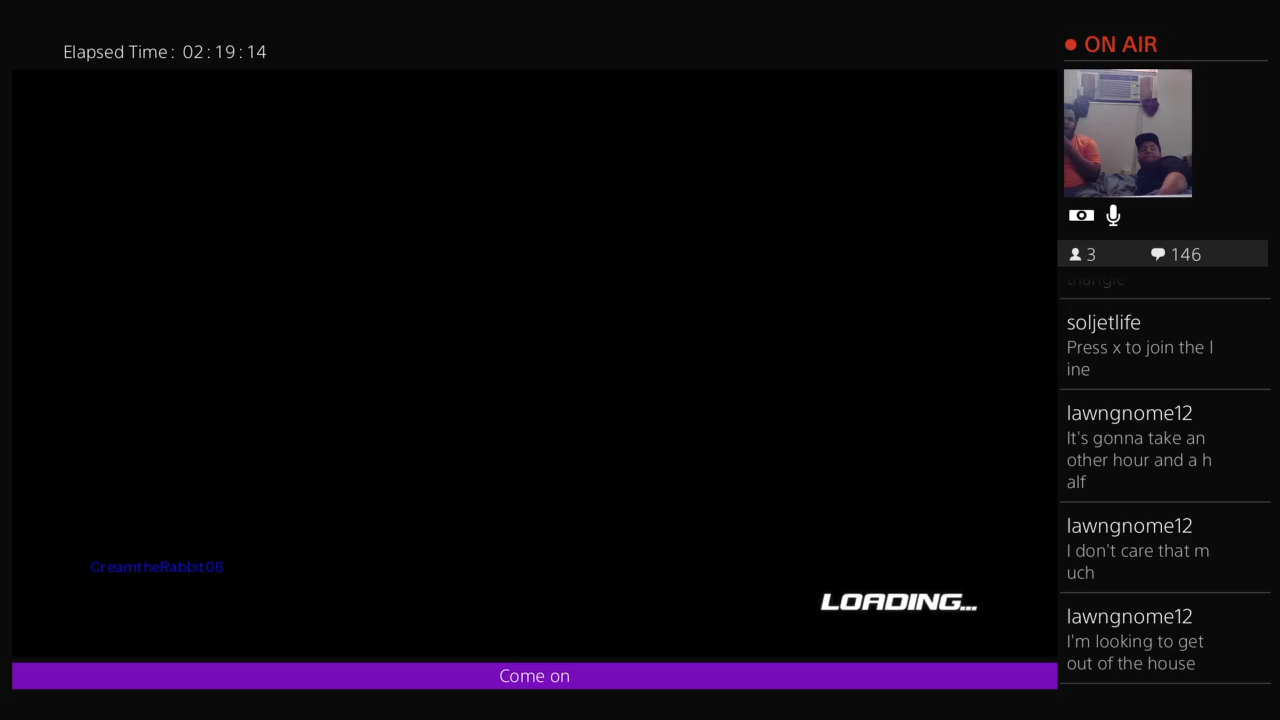 Elapsed Time: 02:19:14
ON AIR
3
146
triangle
soljetlife
Press x to join the l
ine
lawngnome12
It's gonna take an
other hour and a h
alf
lawngnome12
I don't care that m
uch
lawngnome12
I'm looking to get
out of the house
CreamtheRabbit06
LOADING...
Come on